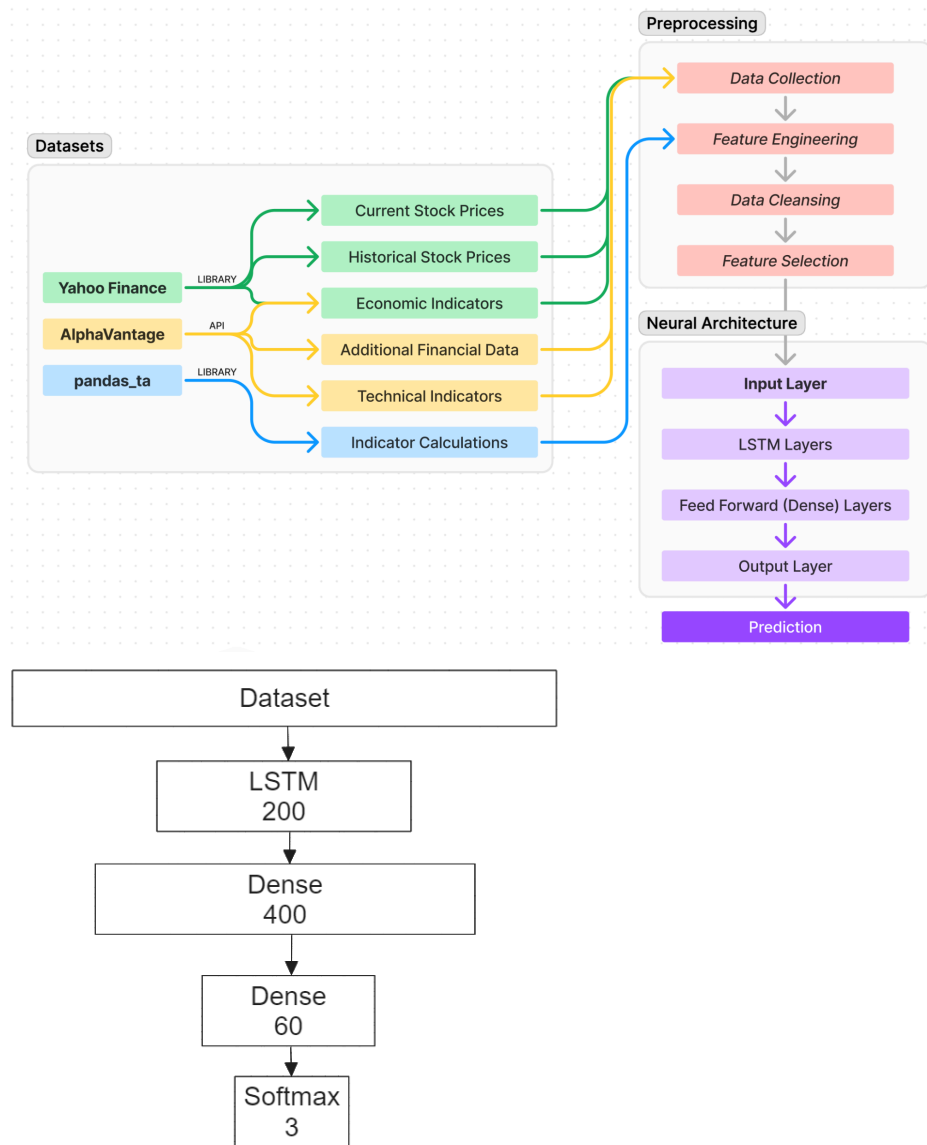 Datasets
Yahoo Finance
LIBRARY
AlphaVantage
API
pandas_ta
LIBRARY
Current Stock Prices
Historical Stock Prices
Economic Indicators
Additional Financial Data
Technical Indicators
Indicator Calculations
Preprocessing
Data Collection
Feature Engineering
Data Cleansing
Feature Selection
Neural Architecture
Input Layer
LSTM Layers
Feed Forward (Dense) Layers
Output Layer
Prediction
Dataset
LSTM
200
Dense
400
Dense
60
Softmax
3